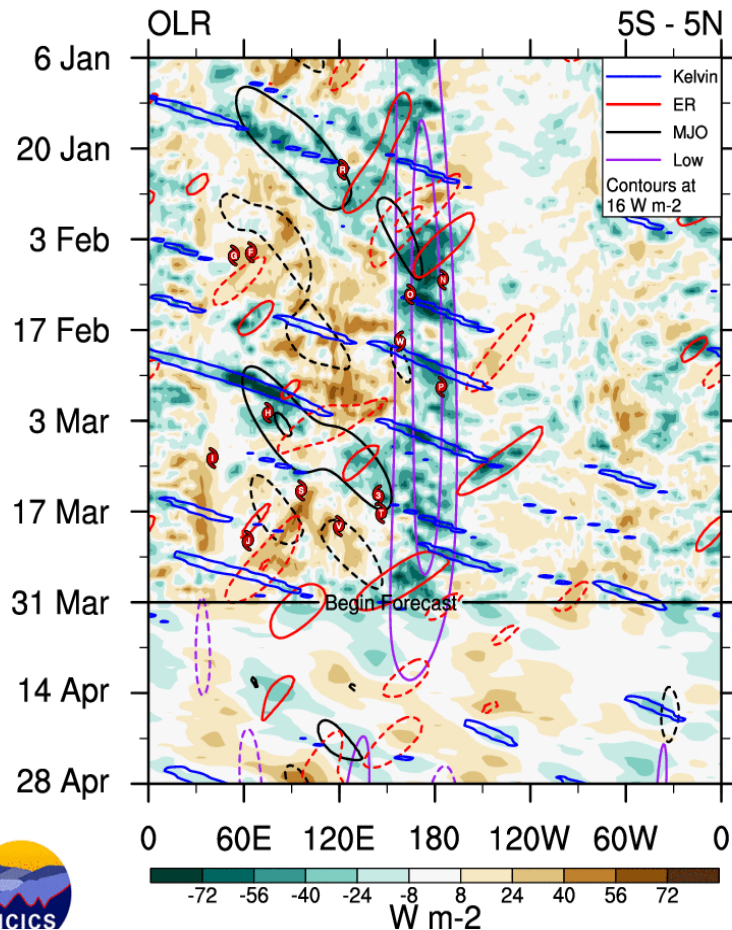 OLR 5S - 5N
6 Jan
Kelvin
ER
MJO
Low
20 Jan
Contours at
16 W m-2
R
3 Feb
G F
N
O
17 Feb
W
P
3 Mar
H
I
S
3
17 Mar
T
V
J
31 Mar
Begin Forecast
14 Apr
28 Apr
0 60E 120E 180 120W 60W 0
-72 -56 -40 -24 -8 8 24 40 56 72
W m-2
CICS